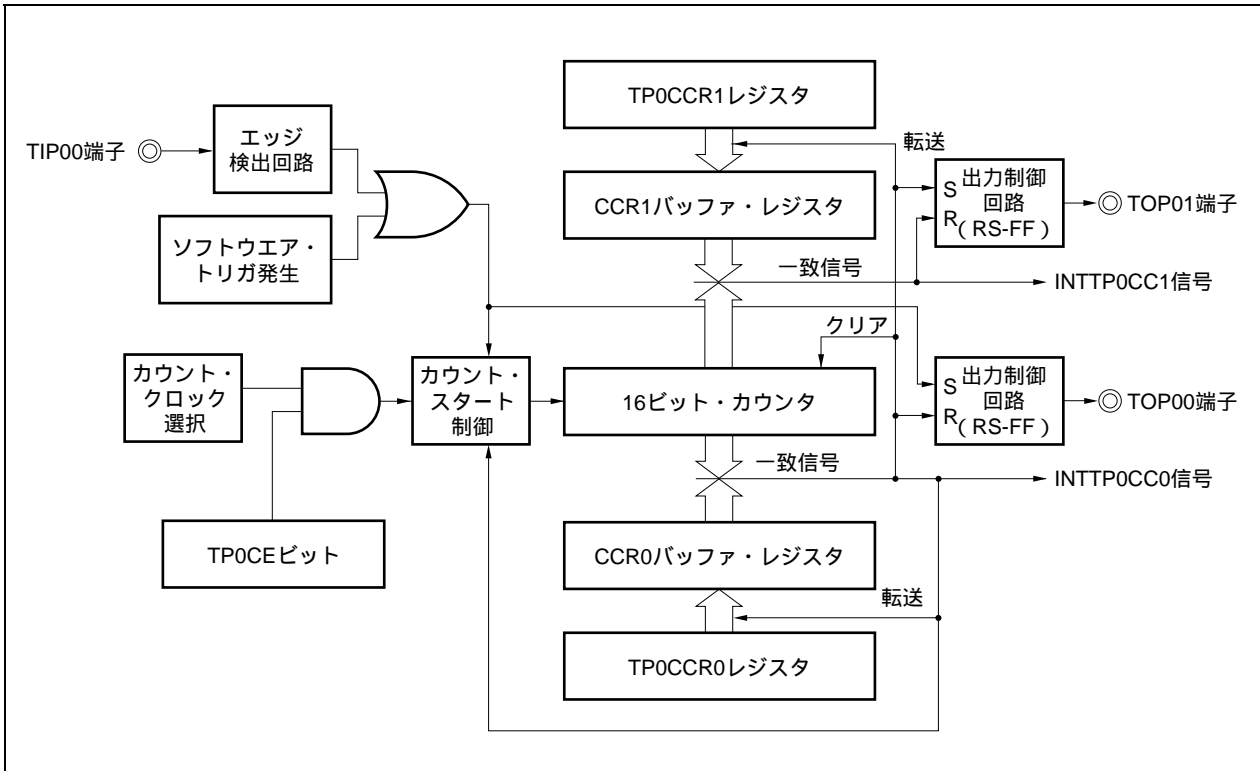 TP0CCR1レジスタ
転送
TIP00端子
エッジ
検出回路
CCR1バッファ・レジスタ
S
R
出力制御
回路
(RS-FF)
TOP01端子
ソフトウエア・
トリガ発生
一致信号
INTTP0CC1信号
クリア
カウント・
クロック
選択
カウント・
スタート
制御
16ビット・カウンタ
S
R
出力制御
回路
(RS-FF)
TOP00端子
一致信号
INTTP0CC0信号
TP0CEビット
CCR0バッファ・レジスタ
転送
TP0CCR0レジスタ